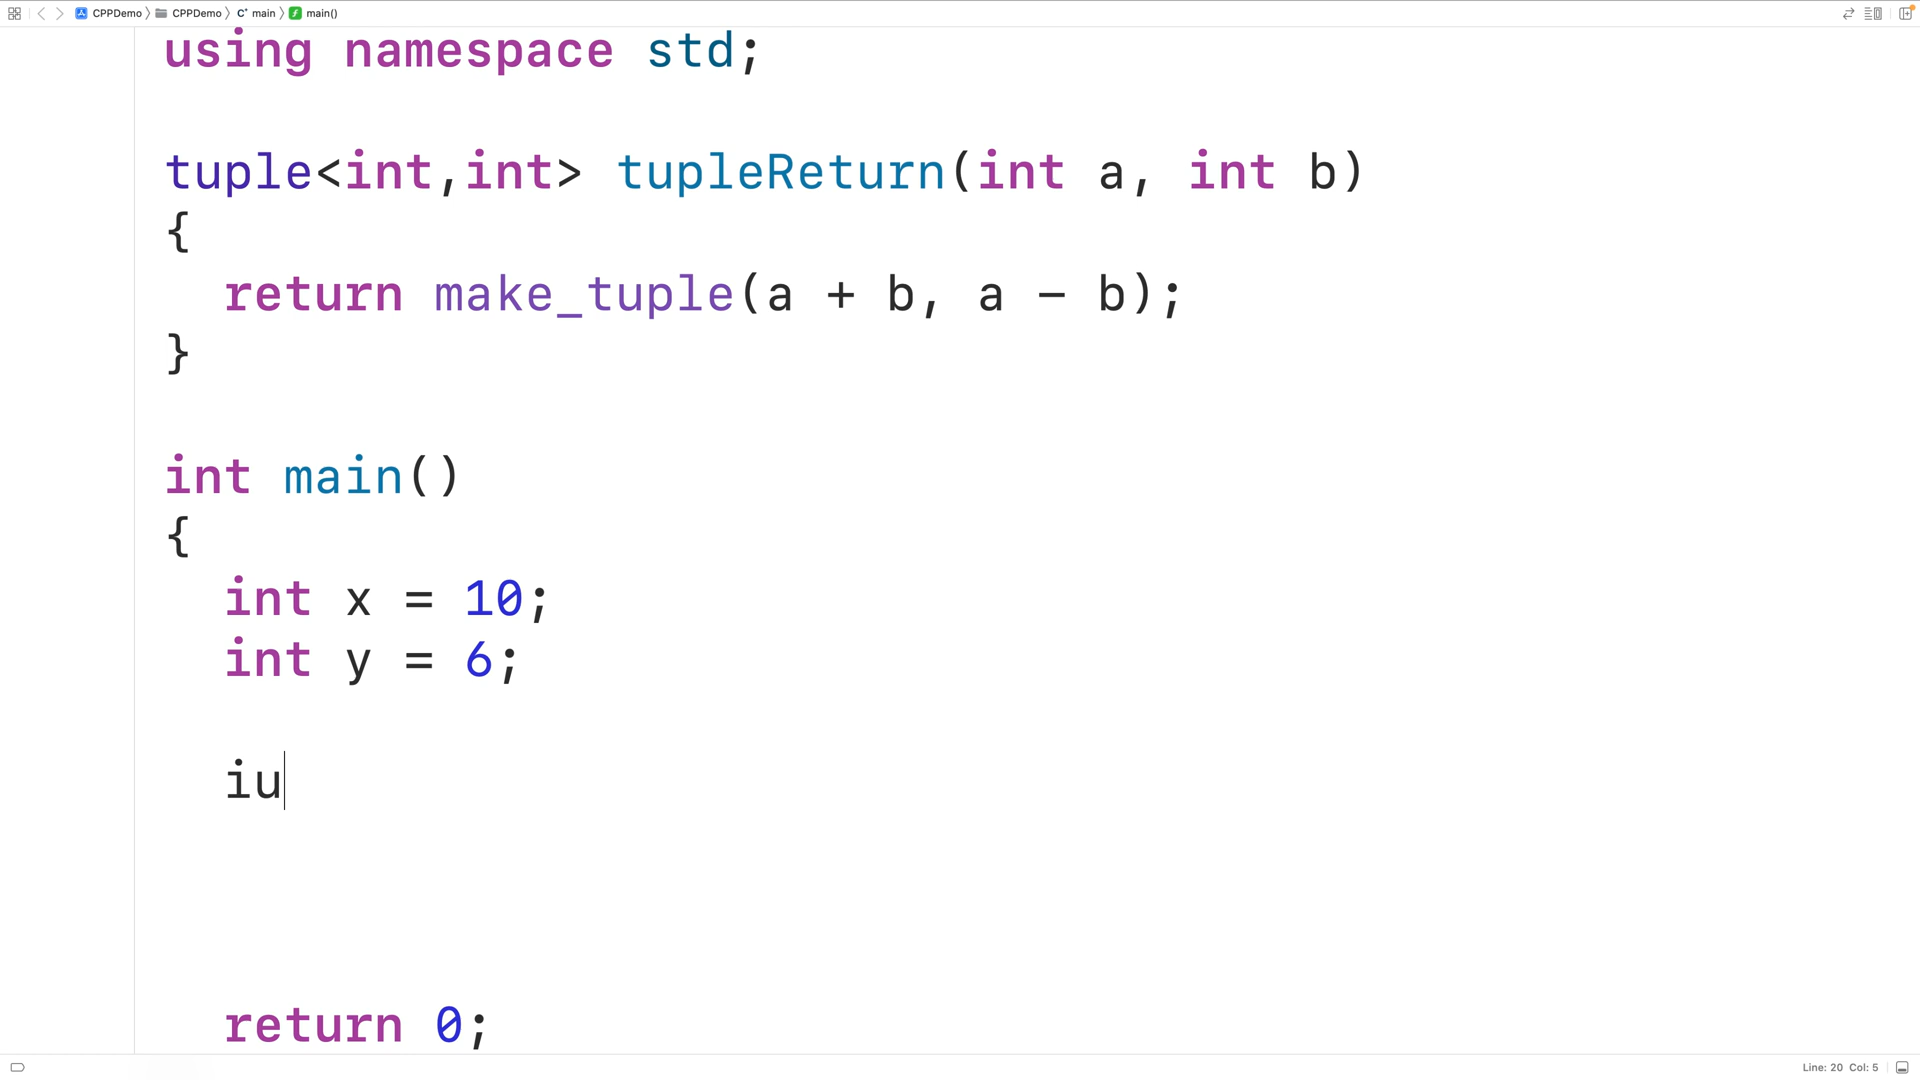 CPPDemo CPPDemo main main()
using namespace std;
tuple<int,int> tupleReturn(int a, int b)
{
return make_tuple(a + b, a - b);
}
int main()
{
int x = 10;
int y = 6;
iu
return 0;
Line: 20 Col: 5